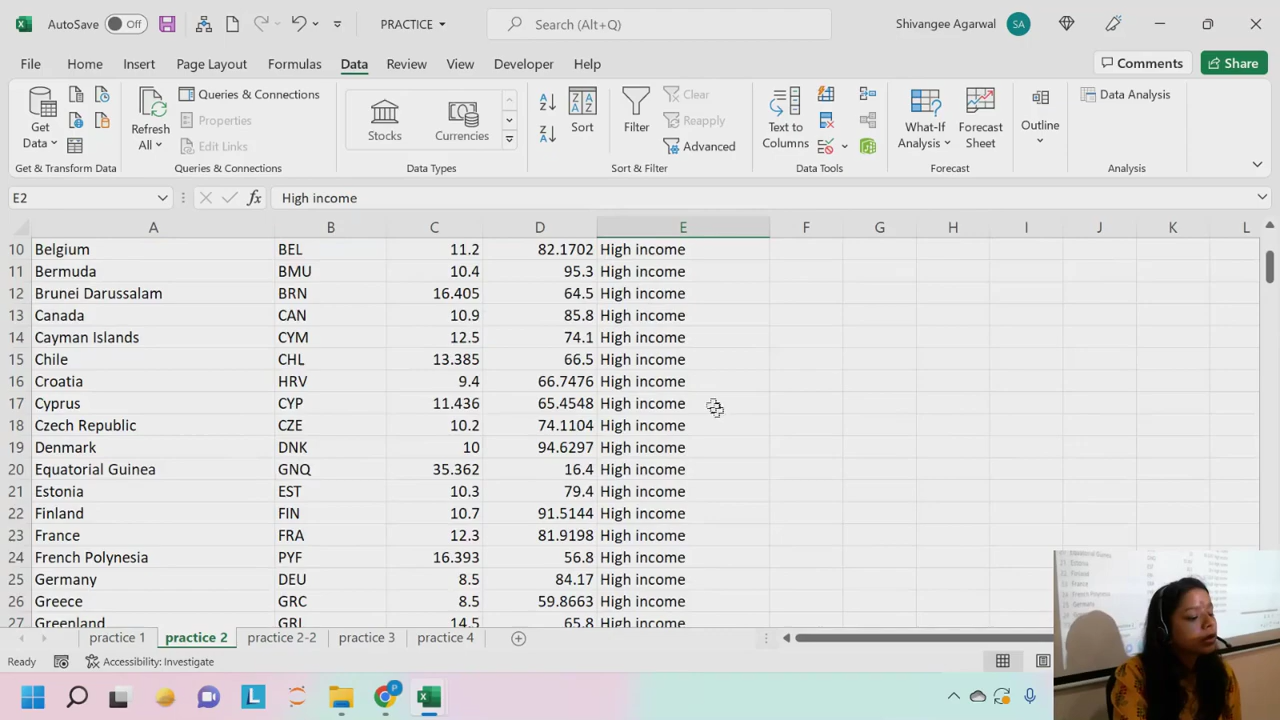 AutoSave Off PRACTICE Search (Alt+Q) Shivangee Agarwal SA
File Home Insert Page Layout Formulas Data Review View Developer Help Comments Share
Get Data Refresh All Queries & Connections Properties Edit Links Stocks Currencies Sort Filter Clear Reapply Advanced Text to Columns What-If Analysis Forecast Sheet Outline Data Analysis
Get & Transform Data Queries & Connections Data Types Sort & Filter Data Tools Forecast Analysis
E2 fx High income
A B C D E F G H I J K L
10 Belgium BEL 11.2 82.1702 High income
11 Bermuda BMU 10.4 95.3 High income
12 Brunei Darussalam BRN 16.405 64.5 High income
13 Canada CAN 10.9 85.8 High income
14 Cayman Islands CYM 12.5 74.1 High income
15 Chile CHL 13.385 66.5 High income
16 Croatia HRV 9.4 66.7476 High income
17 Cyprus CYP 11.436 65.4548 High income
18 Czech Republic CZE 10.2 74.1104 High income
19 Denmark DNK 10 94.6297 High income
20 Equatorial Guinea GNQ 35.362 16.4 High income
21 Estonia EST 10.3 79.4 High income
22 Finland FIN 10.7 91.5144 High income
23 France FRA 12.3 81.9198 High income
24 French Polynesia PYF 16.393 56.8 High income
25 Germany DEU 8.5 84.17 High income
26 Greece GRC 8.5 59.8663 High income
27 Greenland GRL 14.5 65.8 High income
practice 1 practice 2 practice 2-2 practice 3 practice 4
Ready Accessibility: Investigate